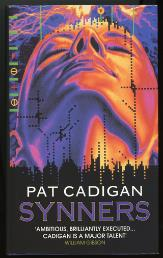 PAT CADIGAN
SYNNERS
'AMBITIOUS, BRILLIANTLY EXECUTED...
CADIGAN IS A MAJOR TALENT'
WILLIAM GIBSON